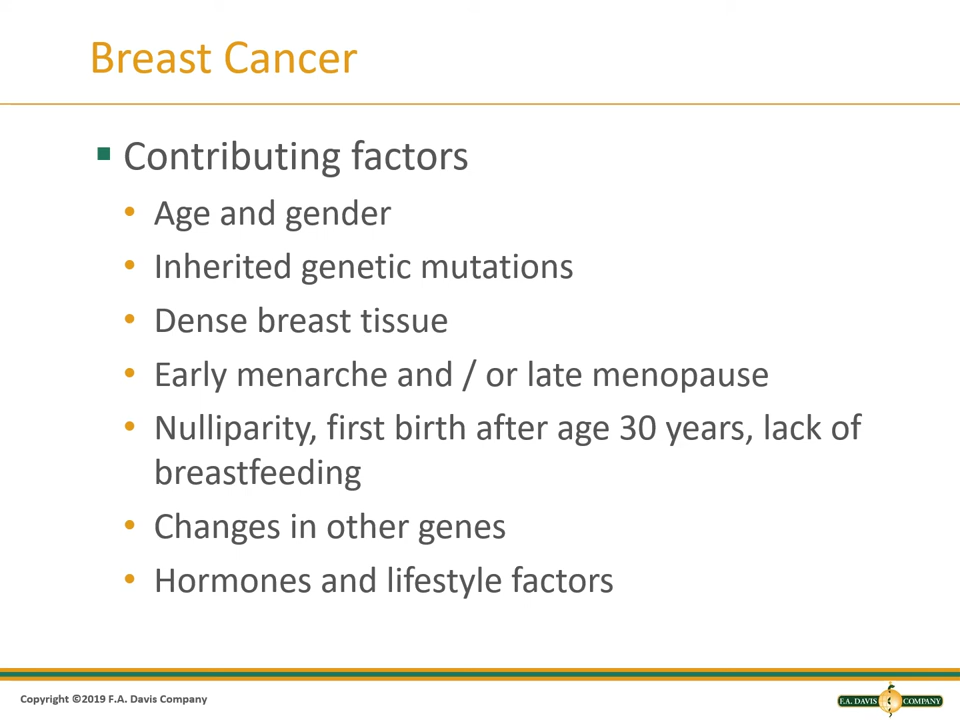 Breast Cancer
▪ Contributing factors
• Age and gender
• Inherited genetic mutations
• Dense breast tissue
• Early menarche and / or late menopause
• Nulliparity, first birth after age 30 years, lack of
breastfeeding
• Changes in other genes
• Hormones and lifestyle factors
Copyright ©2019 F.A. Davis Company
F.A. DAVIS COMPANY